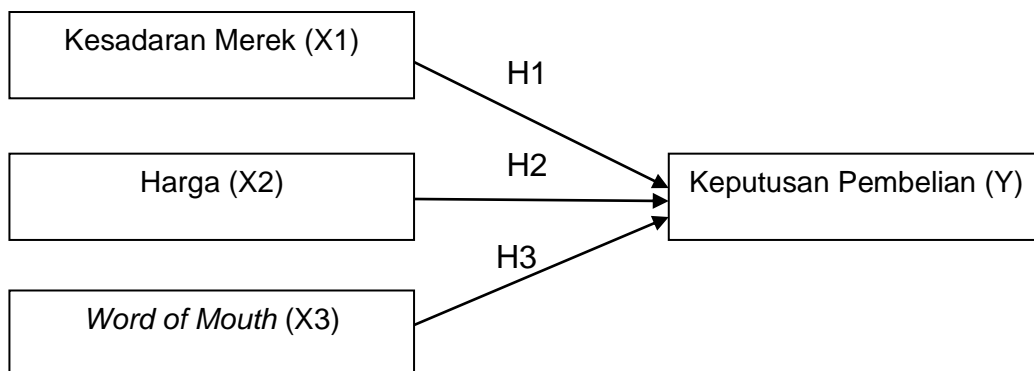 Kesadaran Merek (X1)
H1
Harga (X2)
H2
Keputusan Pembelian (Y)
H3
Word of Mouth (X3)